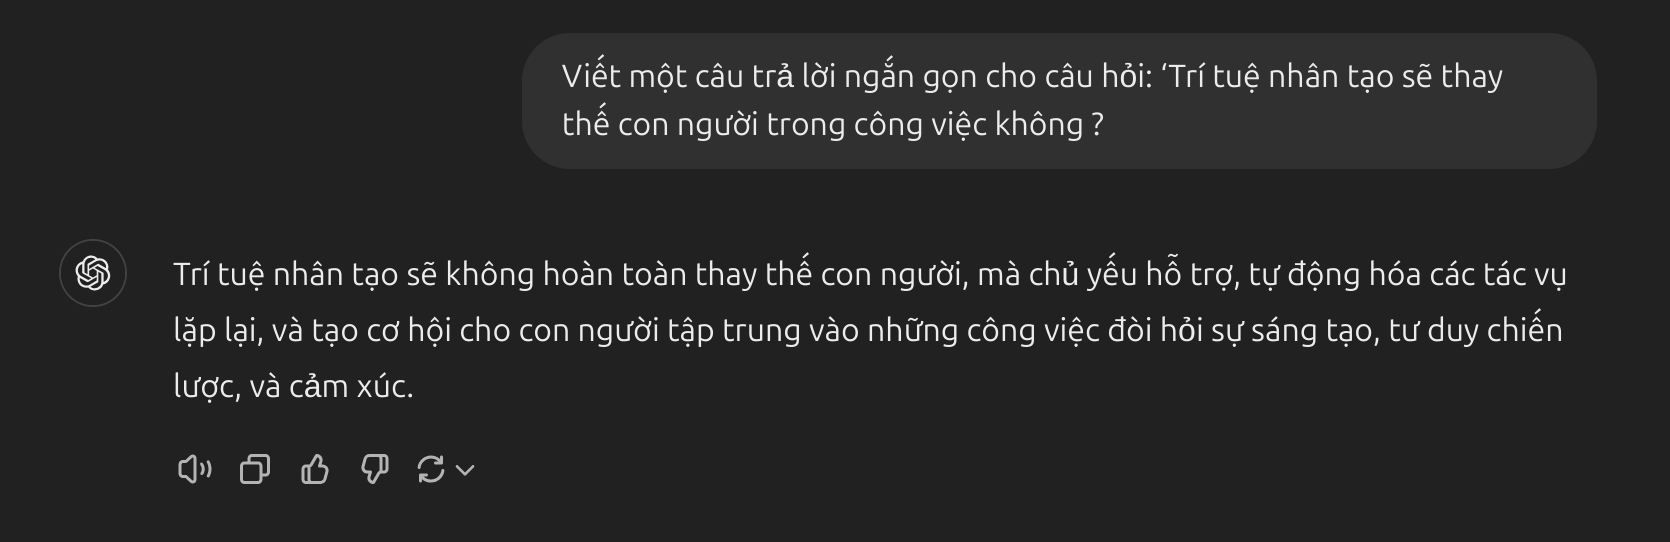 Viết một câu trả lời ngắn gọn cho câu hỏi: ‘Trí tuệ nhân tạo sẽ thay
thế con người trong công việc không ?
Trí tuệ nhân tạo sẽ không hoàn toàn thay thế con người, mà chủ yếu hỗ trợ, tự động hóa các tác vụ
lặp lại, và tạo cơ hội cho con người tập trung vào những công việc đòi hỏi sự sáng tạo, tư duy chiến
lược, và cảm xúc.